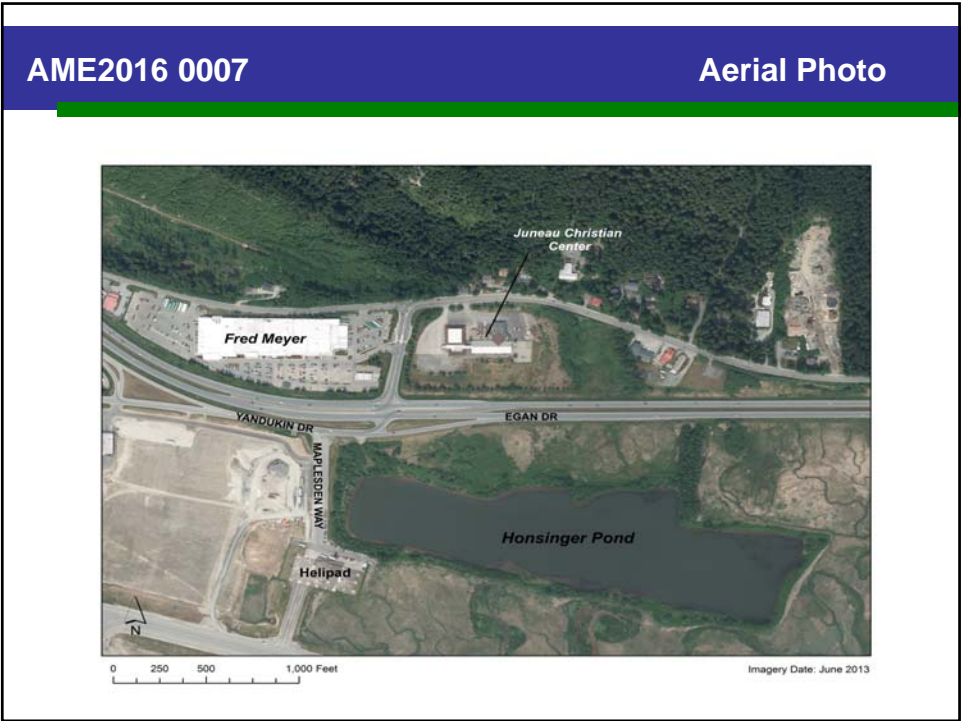 AME2016 0007 Aerial Photo
Juneau Christian
Center
Fred Meyer
YANDUKIN DR
EGAN DR
MAPLESDEN WAY
Honsinger Pond
Helipad
N
0 250 500 1,000 Feet
Imagery Date: June 2013